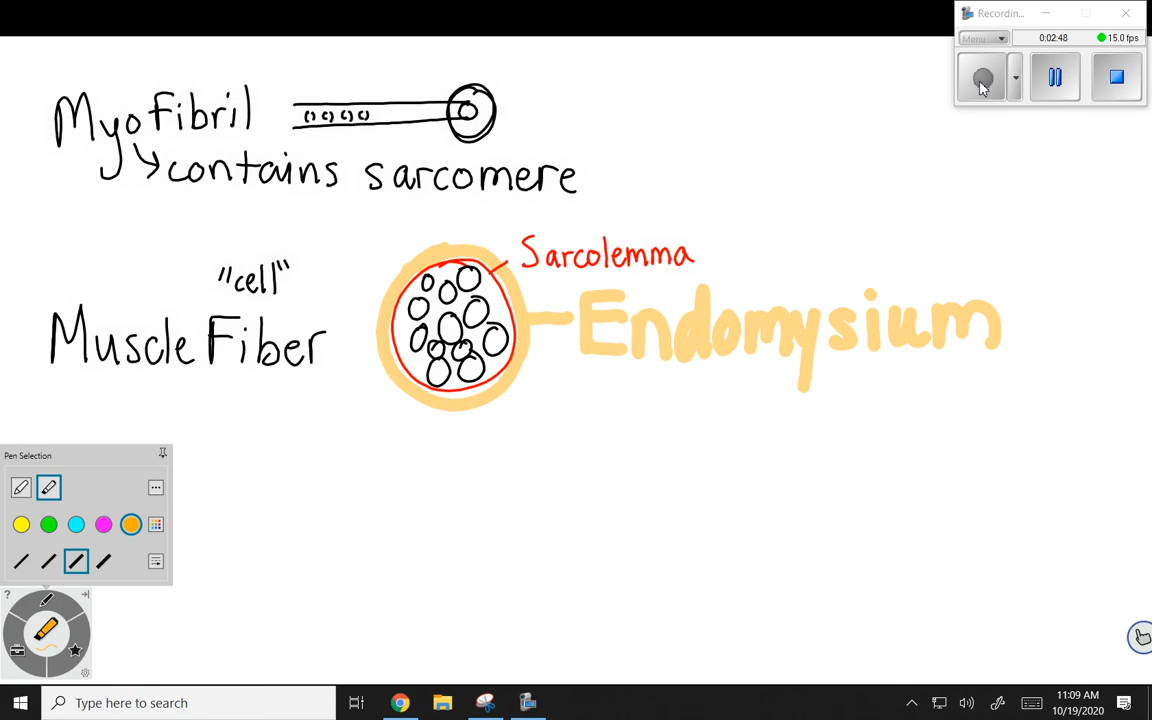 Recording...
Menu
0:02:48
15.0 fps
Myofibril
contains sarcomere
Sarcolemma
"cell"
Endomysium
Muscle Fiber
Pen Selection
?
Type here to search
11:09 AM
10/19/2020